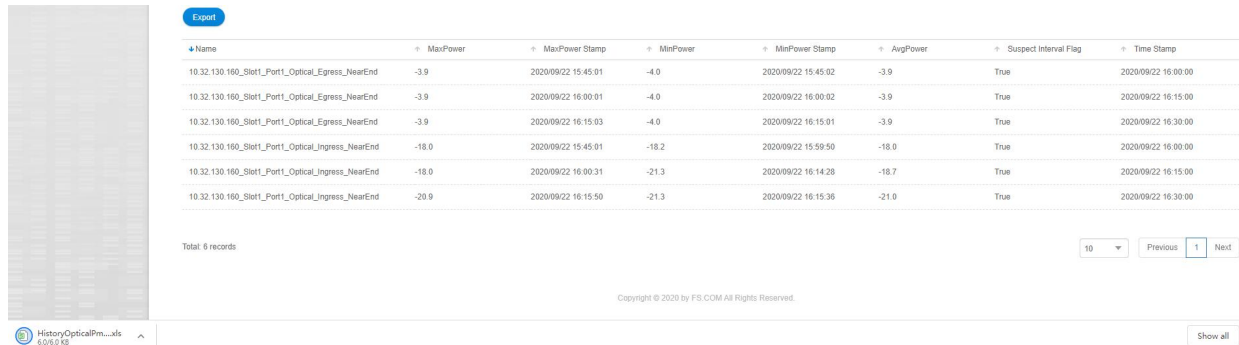 Export
Name MaxPower MaxPower Stamp MinPower MinPower Stamp AvgPower Suspect Interval Flag Time Stamp
10.32.130.160_Slot1_Port1_Optical_Egress_NearEnd -3.9 2020/09/22 15:45:01 -4.0 2020/09/22 15:45:02 -3.9 True 2020/09/22 16:00:00
10.32.130.160_Slot1_Port1_Optical_Egress_NearEnd -3.9 2020/09/22 16:00:01 -4.0 2020/09/22 16:00:02 -3.9 True 2020/09/22 16:15:00
10.32.130.160_Slot1_Port1_Optical_Egress_NearEnd -3.9 2020/09/22 16:15:03 -4.0 2020/09/22 16:15:01 -3.9 True 2020/09/22 16:30:00
10.32.130.160_Slot1_Port1_Optical_Ingress_NearEnd -18.0 2020/09/22 15:45:01 -18.2 2020/09/22 15:59:50 -18.0 True 2020/09/22 16:00:00
10.32.130.160_Slot1_Port1_Optical_Ingress_NearEnd -18.0 2020/09/22 16:00:31 -21.3 2020/09/22 16:14:28 -18.7 True 2020/09/22 16:15:00
10.32.130.160_Slot1_Port1_Optical_Ingress_NearEnd -20.9 2020/09/22 16:15:50 -21.3 2020/09/22 16:15:36 -21.0 True 2020/09/22 16:30:00
Total: 6 records 10 Previous 1 Next
Copyright © 2020 by FS.COM All Rights Reserved.
HistoryOpticalPm....xls Show all
6.0/6.0 KB